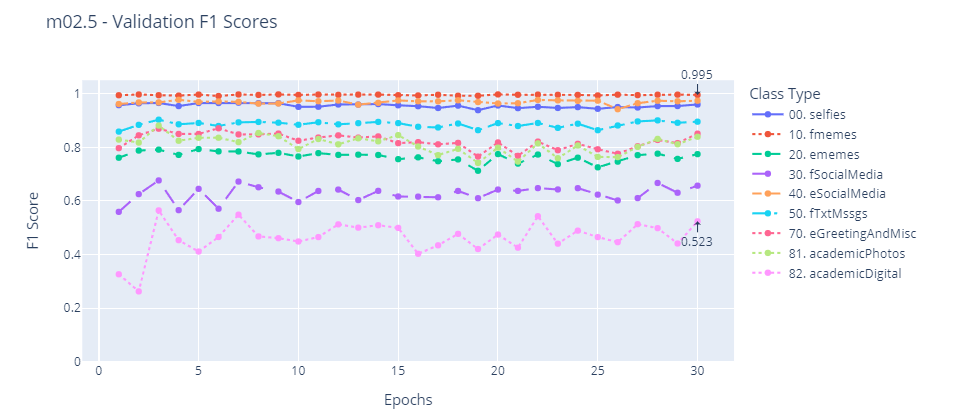 m02.5 - Validation F1 Scores
0.995
1
0.8
0.6
0.4
0.2
0
F1 Score
0.523
0
5
10
15
20
25
30
Epochs
Class Type
00. selfies
10. fmemes
20. ememes
30. fSocialMedia
40. eSocialMedia
50. fTxtMssgs
70. eGreetingAndMisc
81. academicPhotos
82. academicDigital